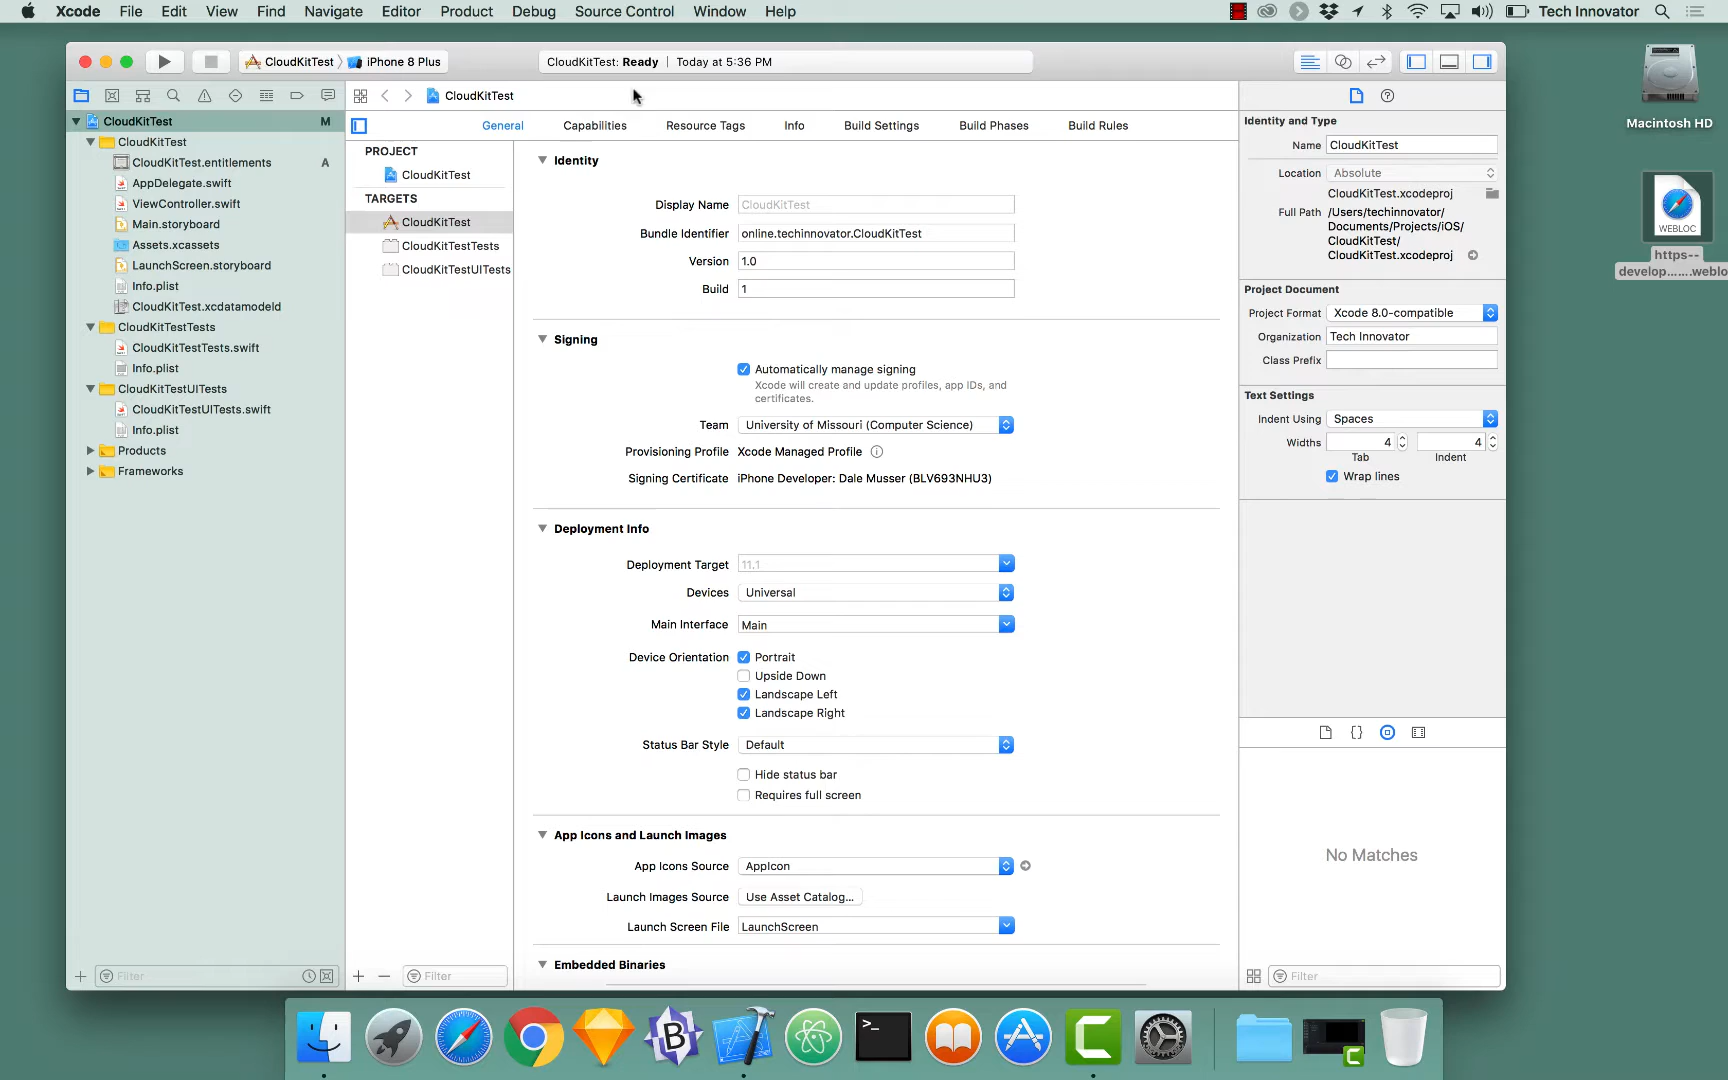 Xcode File Edit View Find Navigate Editor Product Debug Source Control Window Help Tech Innovator
CloudKitTest iPhone 8 Plus
CloudKitTest: Ready Today at 5:36 PM
CloudKitTest M
CloudKitTest
CloudKitTest.entitlements A
AppDelegate.swift
ViewController.swift
Main.storyboard
Assets.xcassets
LaunchScreen.storyboard
Info.plist
CloudKitTest.xcdatamodeld
CloudKitTestTests
CloudKitTestTests.swift
Info.plist
CloudKitTestUITests
CloudKitTestUITests.swift
Info.plist
Products
Frameworks
Filter
CloudKitTest
General Capabilities Resource Tags Info Build Settings Build Phases Build Rules
PROJECT
CloudKitTest
TARGETS
CloudKitTest
CloudKitTestTests
CloudKitTestUITests
Filter
Identity
Display Name CloudKitTest
Bundle Identifier online.techinnovator.CloudKitTest
Version 1.0
Build 1
Signing
Automatically manage signing
Xcode will create and update profiles, app IDs, and
certificates.
Team University of Missouri (Computer Science)
Provisioning Profile Xcode Managed Profile
Signing Certificate iPhone Developer: Dale Musser (BLV693NHU3)
Deployment Info
Deployment Target 11.1
Devices Universal
Main Interface Main
Device Orientation Portrait
Upside Down
Landscape Left
Landscape Right
Status Bar Style Default
Hide status bar
Requires full screen
App Icons and Launch Images
App Icons Source AppIcon
Launch Images Source Use Asset Catalog...
Launch Screen File LaunchScreen
Embedded Binaries
Identity and Type
Name CloudKitTest
Location Absolute
CloudKitTest.xcodeproj
Full Path /Users/techinnovator/
Documents/Projects/iOS/
CloudKitTest/
CloudKitTest.xcodeproj
Project Document
Project Format Xcode 8.0-compatible
Organization Tech Innovator
Class Prefix
Text Settings
Indent Using Spaces
Widths 4 4
Tab Indent
Wrap lines
No Matches
Filter
Macintosh HD
WEBLOC
https--
develop.......weblo